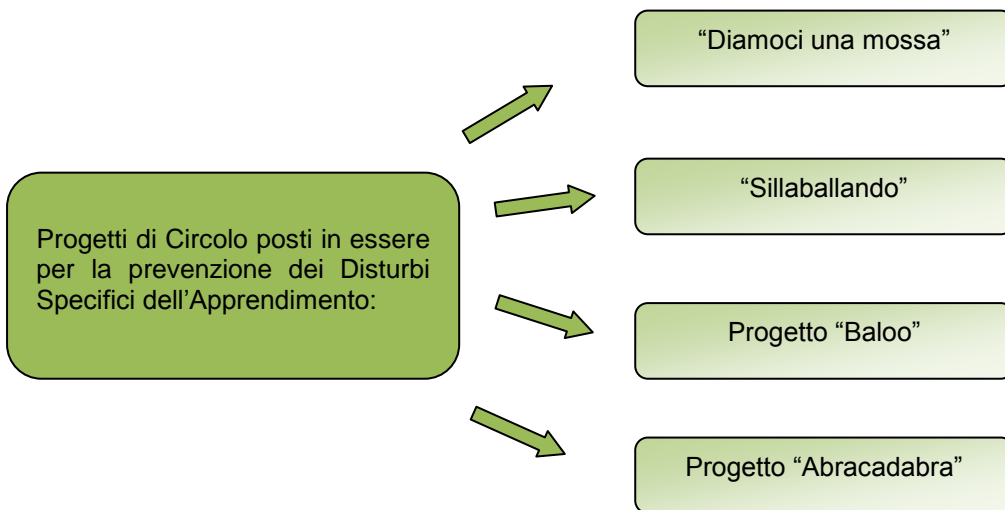 Progetti di Circolo posti in essere
per la prevenzione dei Disturbi
Specifici dell’Apprendimento:
“Diamoci una mossa”
“Sillaballando”
Progetto “Baloo”
Progetto “Abracadabra”